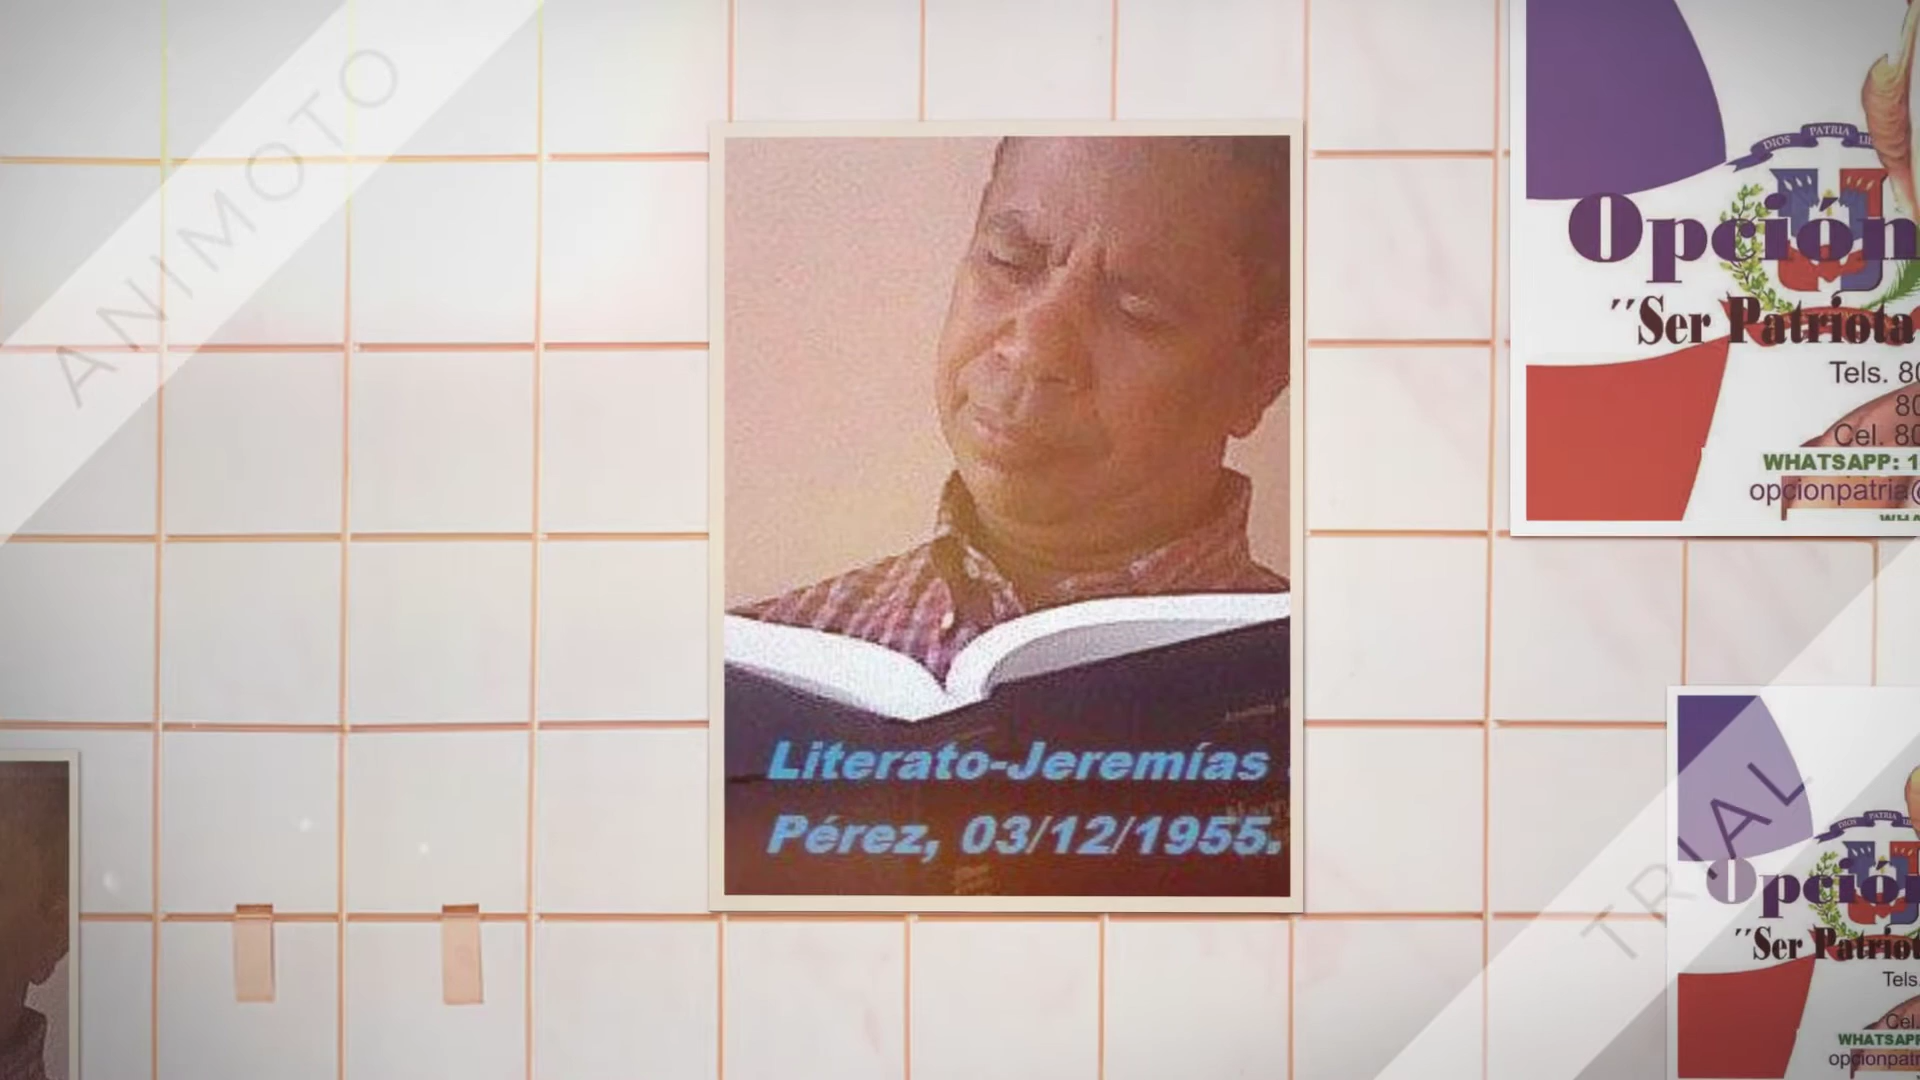 ANIMOTO
Literato-Jeremías
Pérez, 03/12/1955.
DIOS PATRIA
Opción
´´Ser Patriota
Tels. 80
80
Cel. 80
WHATSAPP: 1
opcionpatria@
TRIAL
DIOS PATRIA
Opción
´´Ser Patriot
Tels.
Cel.
WHATSAPP
opcionpatr